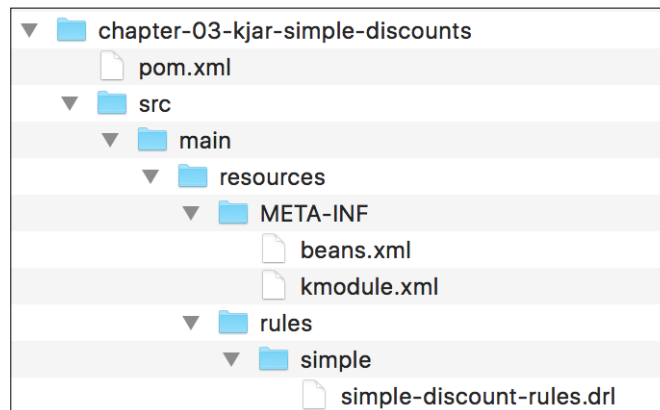 chapter-03-kjar-simple-discounts
pom.xml
src
main
resources
META-INF
beans.xml
kmodule.xml
rules
simple
simple-discount-rules.drl